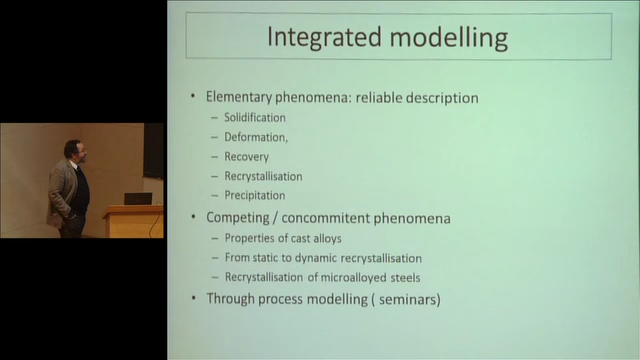 Integrated modelling
• Elementary phenomena: reliable description
– Solidification
– Deformation,
– Recovery
– Recrystallisation
– Precipitation
• Competing / concommitent phenomena
– Properties of cast alloys
– From static to dynamic recrystallisation
– Recrystallisation of microalloyed steels
• Through process modelling ( seminars)